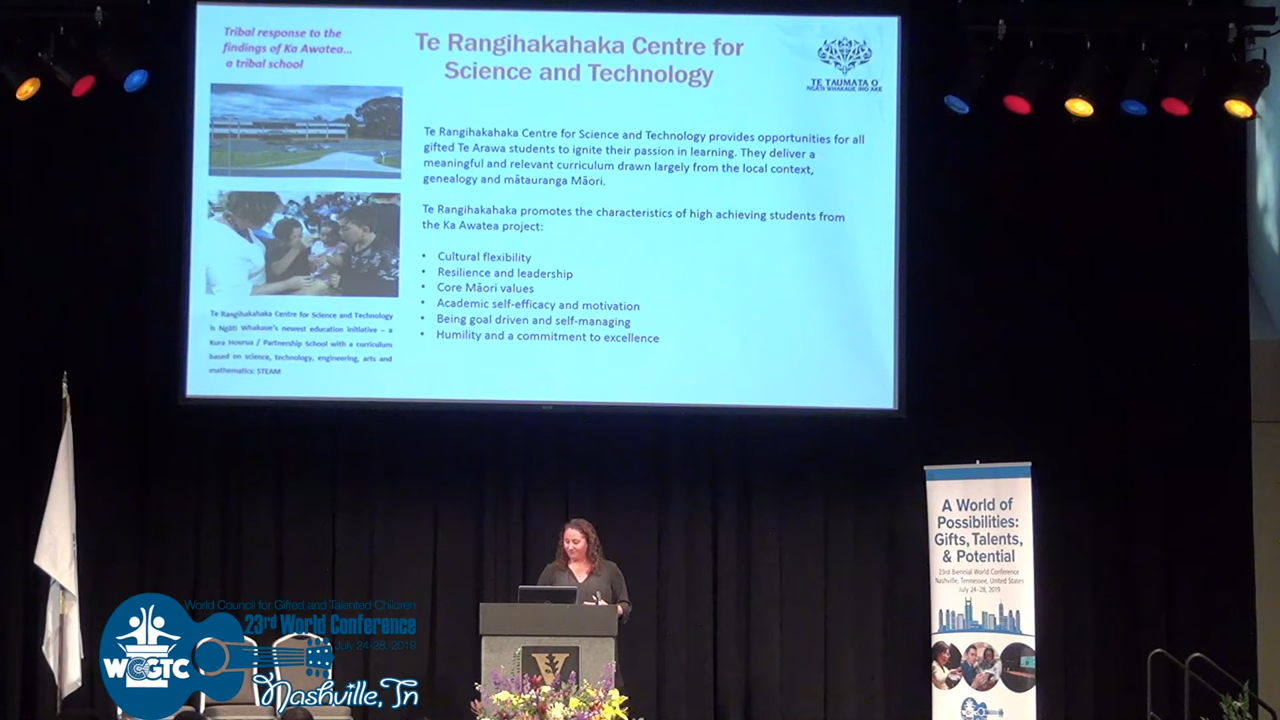 Tribal response to the
findings of Ka Awatea...
a tribal school
Te Rangihakahaka Centre for
Science and Technology
TE TAUMATA O
NGĀTI WHAKAUE IHO AKE
Te Rangihakahaka Centre for Science and Technology provides opportunities for all
gifted Te Arawa students to ignite their passion in learning. They deliver a
meaningful and relevant curriculum drawn largely from the local context,
genealogy and mātauranga Māori.
Te Rangihakahaka promotes the characteristics of high achieving students from
the Ka Awatea project:
• Cultural flexibility
• Resilience and leadership
• Core Māori values
• Academic self-efficacy and motivation
• Being goal driven and self-managing
• Humility and a commitment to excellence
Te Rangihakahaka Centre for Science and Technology
is Ngāti Whakaue's newest education initiative – a
Kura Hourua / Partnership School with a curriculum
based on science, technology, engineering, arts and
mathematics: STEAM
A World of
Possibilities:
Gifts, Talents,
& Potential
23rd Biennial World Conference
Nashville, Tennessee, United States
July 24-28, 2019
World Council for Gifted and Talented Children
23rd World Conference
July 24-38, 2019
WCGTC
Nashville, Tn
V